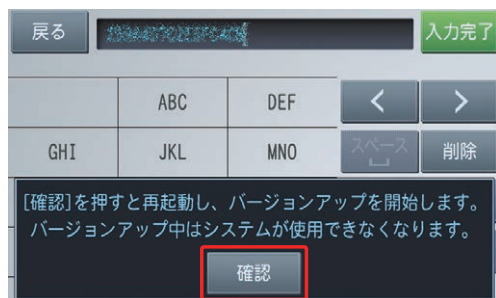 戻る
入力完了
ABC DEF < >
GHI JKL MNO スペース 削除
[確認]を押すと再起動し、バージョンアップを開始します。
バージョンアップ中はシステムが使用できなくなります。
確認